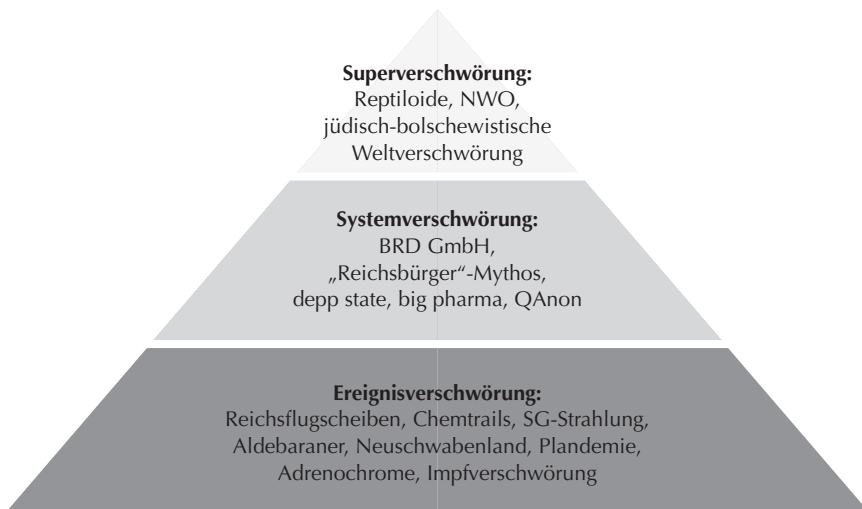 Superverschwörung:
Reptiloide, NWO,
jüdisch-bolschewistische
Weltverschwörung
Systemverschwörung:
BRD GmbH,
„Reichsbürger“-Mythos,
depp state, big pharma, QAnon
Ereignisverschwörung:
Reichsflugscheiben, Chemtrails, SG-Strahlung,
Aldebaraner, Neuschwabenland, Plandemie,
Adrenochrome, Impfverschwörung